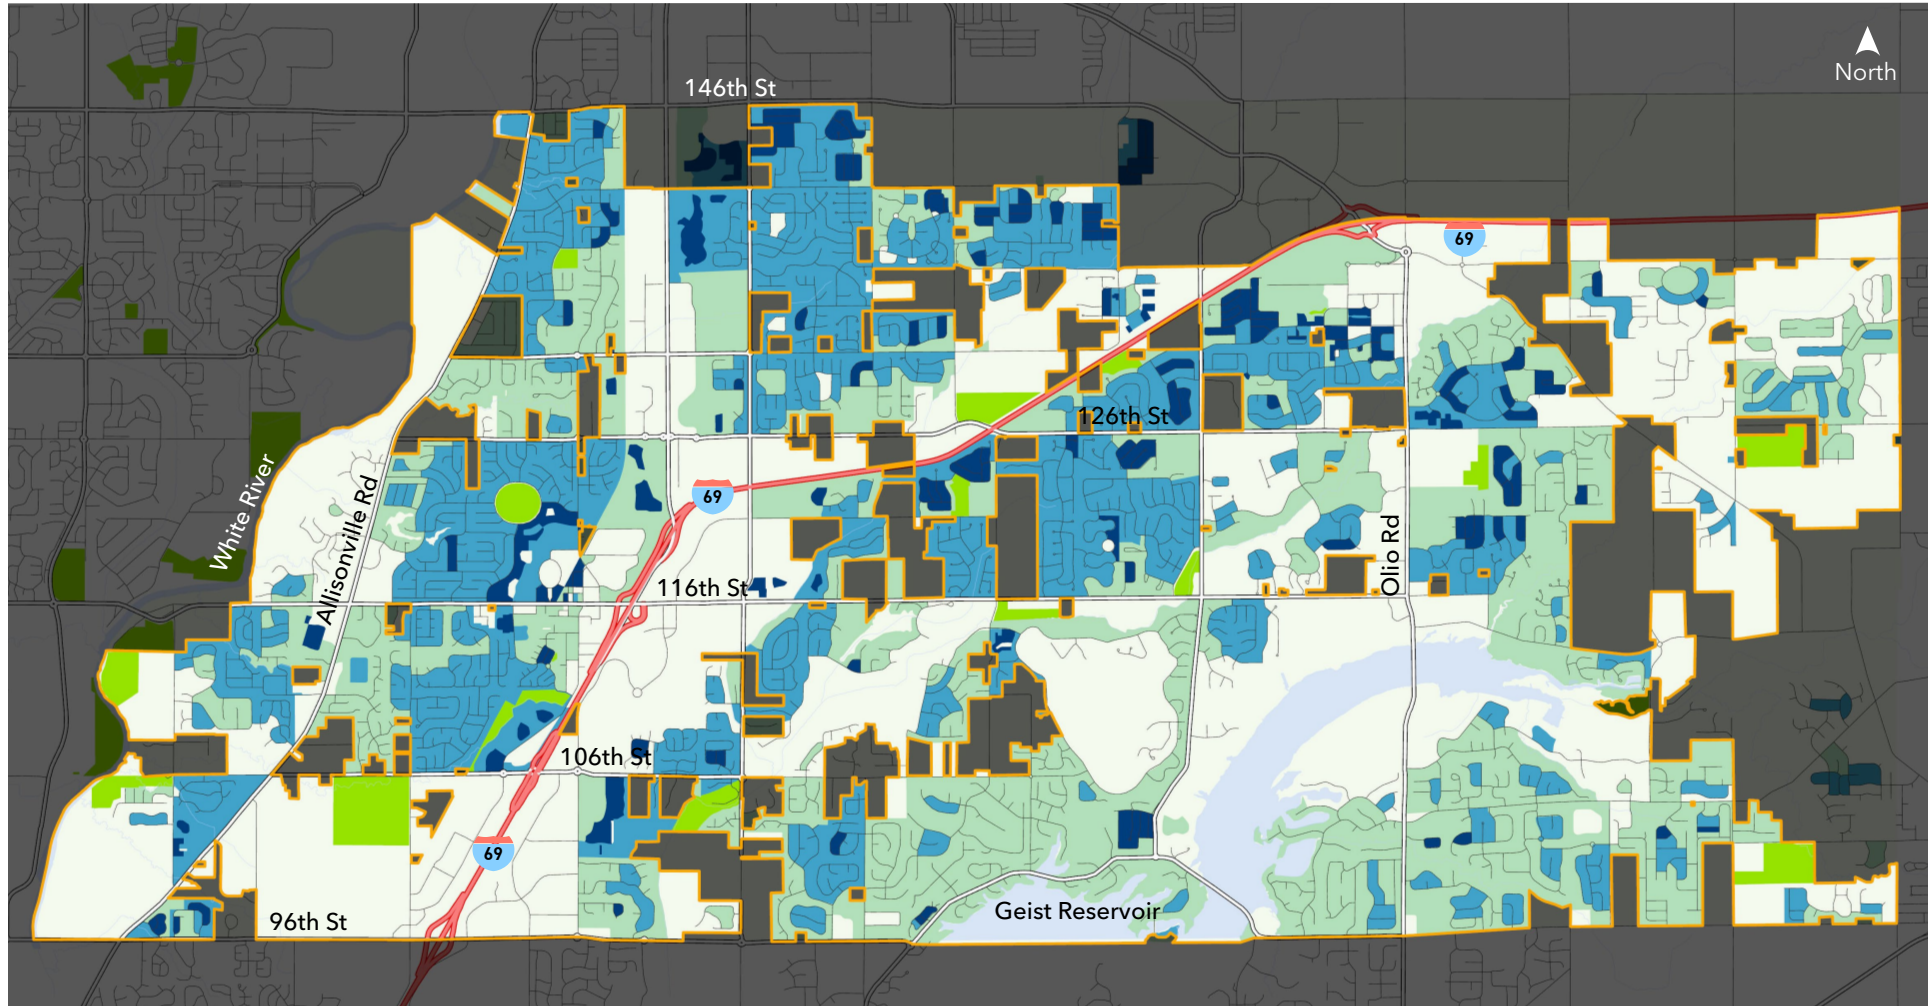 146th St
North
69
126th St
69
White River
Allisonville Rd
Olio Rd
116th St
106th St
69
96th St
Geist Reservoir